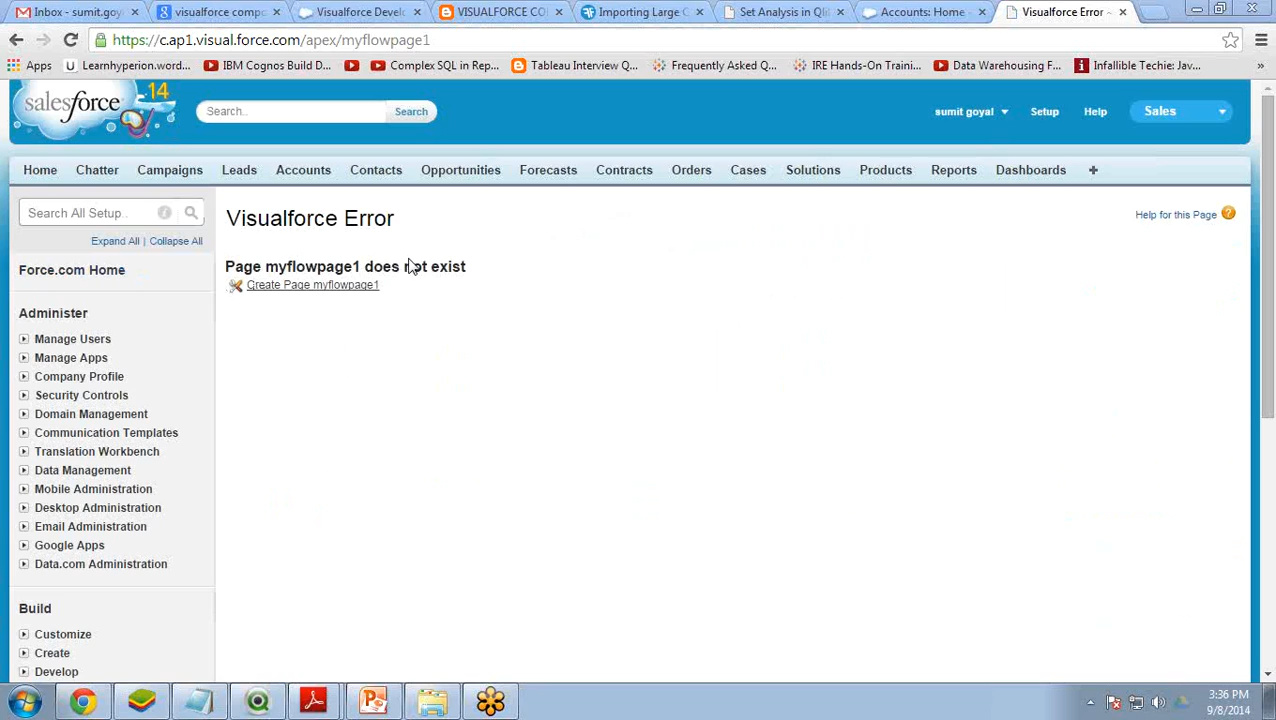 Inbox - sumit.goy
visualforce compo
Visualforce Develo
VISUALFORCE CO
Importing Large C
Set Analysis in Qli
Accounts: Home -
Visualforce Error -
https://c.ap1.visual.force.com/apex/myflowpage1
Apps
Learnhyperion.word...
IBM Cognos Build D...
Complex SQL in Rep...
Tableau Interview Q...
Frequently Asked Q...
IRE Hands-On Traini...
Data Warehousing F...
Infallible Techie: Jav...
»
salesforce
'14
Search...
Search
sumit goyal
Setup
Help
Sales
Home
Chatter
Campaigns
Leads
Accounts
Contacts
Opportunities
Forecasts
Contracts
Orders
Cases
Solutions
Products
Reports
Dashboards
+
Search All Setup...
Expand All | Collapse All
Force.com Home
Administer
Manage Users
Manage Apps
Company Profile
Security Controls
Domain Management
Communication Templates
Translation Workbench
Data Management
Mobile Administration
Desktop Administration
Email Administration
Google Apps
Data.com Administration
Build
Customize
Create
Develop
Visualforce Error
Help for this Page
Page myflowpage1 does not exist
Create Page myflowpage1
3:36 PM
9/8/2014